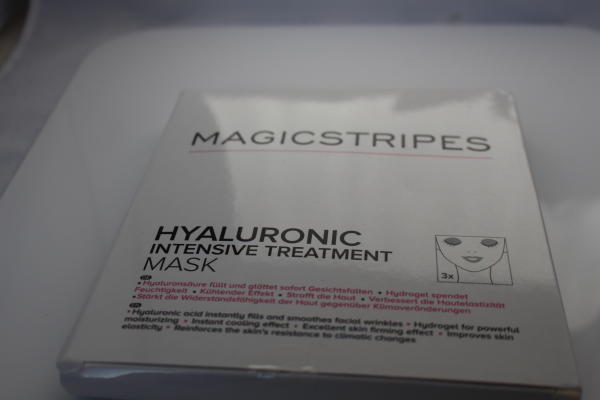 MAGICSTRIPES
HYALURONIC
INTENSIVE TREATMENT
MASK
3x
• Hyaluronsäure füllt und glättet sofort Gesichtsfalten • Hydrogel spendet
Feuchtigkeit • Kühlender Effekt • Strafft die Haut • Verbessert die Hautelastizität
• Stärkt die Widerstandsfähigkeit der Haut gegenüber Klimaveränderungen
• Hyaluronic acid instantly fills and smoothes facial wrinkles • Hydrogel for powerful
moisturizing • Instant cooling effect • Excellent skin firming effect • Improves skin
elasticity • Reinforces the skin's resistance to climatic changes